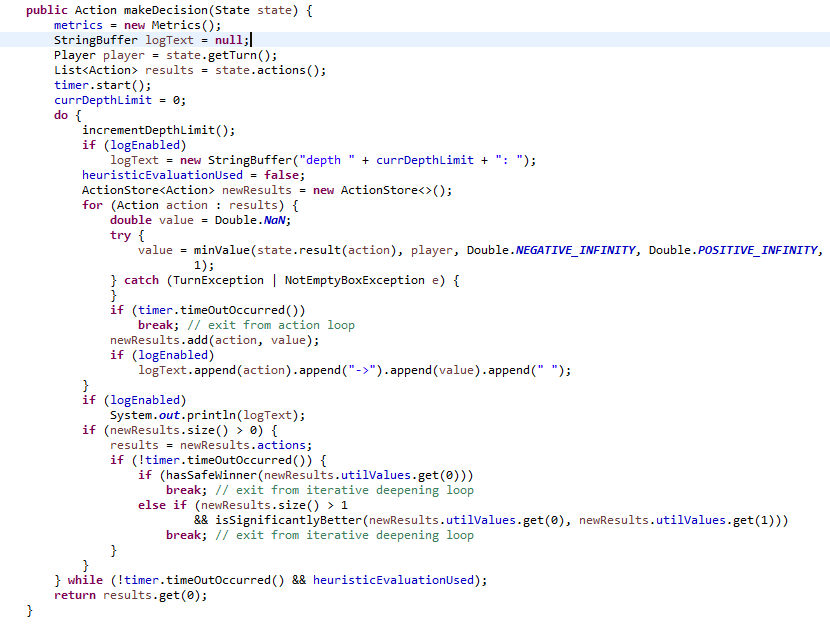 public Action makeDecision(State state) {
    metrics = new Metrics();
    StringBuffer logText = null;
    Player player = state.getTurn();
    List<Action> results = state.actions();
    timer.start();
    currDepthLimit = 0;
    do {
        incrementDepthLimit();
        if (logEnabled)
            logText = new StringBuffer("depth " + currDepthLimit + ": ");
        heuristicEvaluationUsed = false;
        ActionStore<Action> newResults = new ActionStore<>();
        for (Action action : results) {
            double value = Double.NaN;
            try {
                value = minValue(state.result(action), player, Double.NEGATIVE_INFINITY, Double.POSITIVE_INFINITY,
                        1);
            } catch (TurnException | NotEmptyBoxException e) {
            }
            if (timer.timeOutOccurred())
                break; // exit from action loop
            newResults.add(action, value);
            if (logEnabled)
                logText.append(action).append("->").append(value).append(" ");
        }
        if (logEnabled)
            System.out.println(logText);
        if (newResults.size() > 0) {
            results = newResults.actions;
            if (!timer.timeOutOccurred()) {
                if (hasSafeWinner(newResults.utilValues.get(0)))
                    break; // exit from iterative deepening loop
                else if (newResults.size() > 1
                        && isSignificantlyBetter(newResults.utilValues.get(0), newResults.utilValues.get(1)))
                    break; // exit from iterative deepening loop
            }
        }
    } while (!timer.timeOutOccurred() && heuristicEvaluationUsed);
    return results.get(0);
}